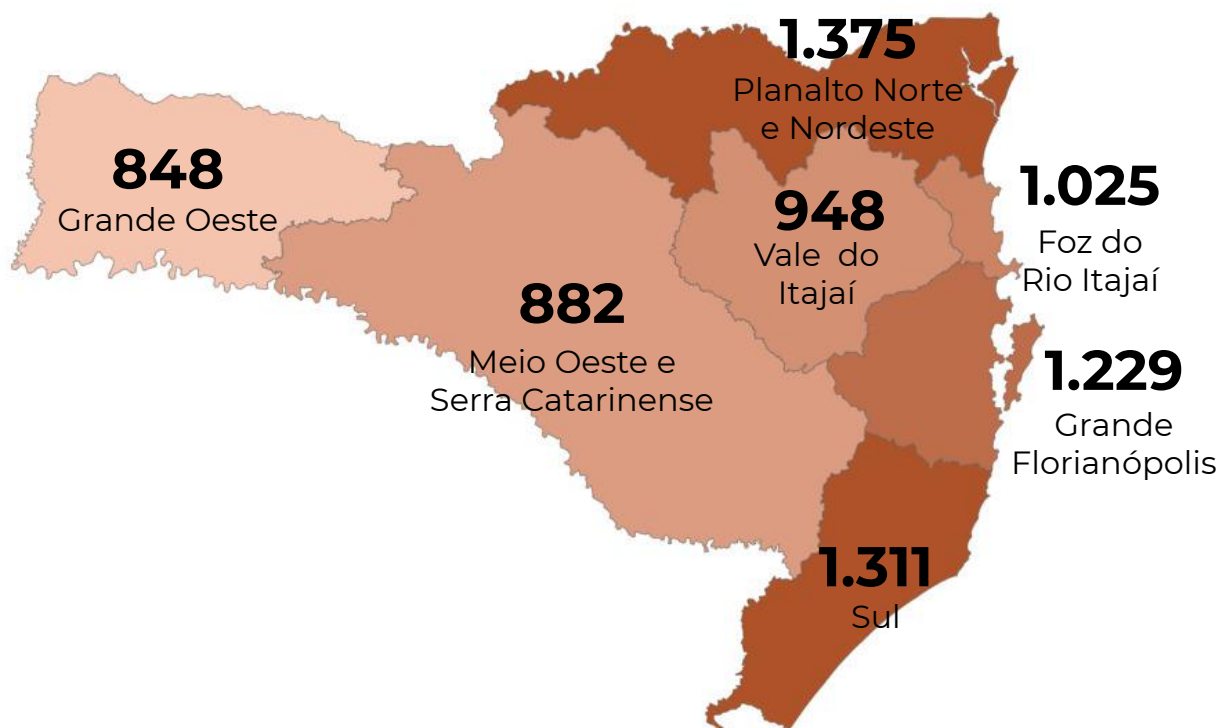 1.375
Planalto Norte
e Nordeste
848
Grande Oeste
948
Vale do
Itajaí
1.025
Foz do
Rio Itajaí
882
Meio Oeste e
Serra Catarinense
1.229
Grande
Florianópolis
1.311
Sul